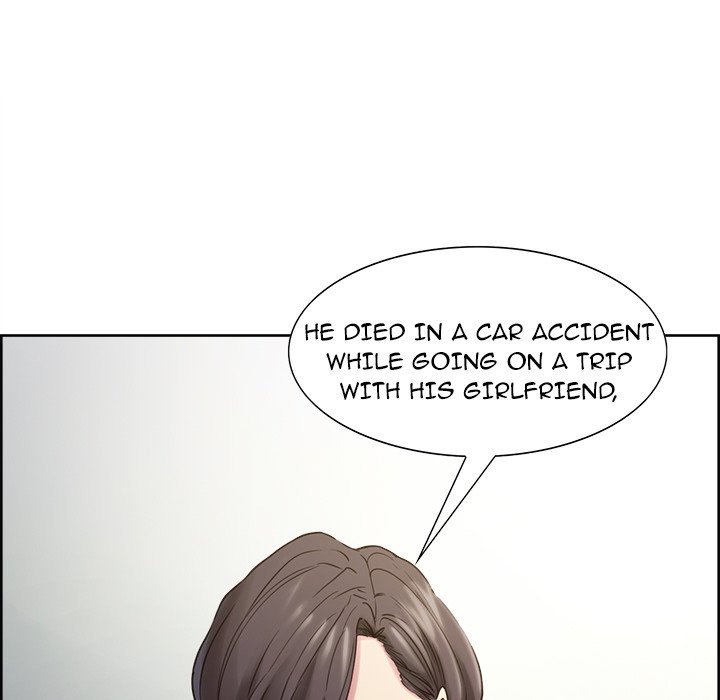 HE DIED IN A CAR ACCIDENT
WHILE GOING ON A TRIP
WITH HIS GIRLFRIEND,